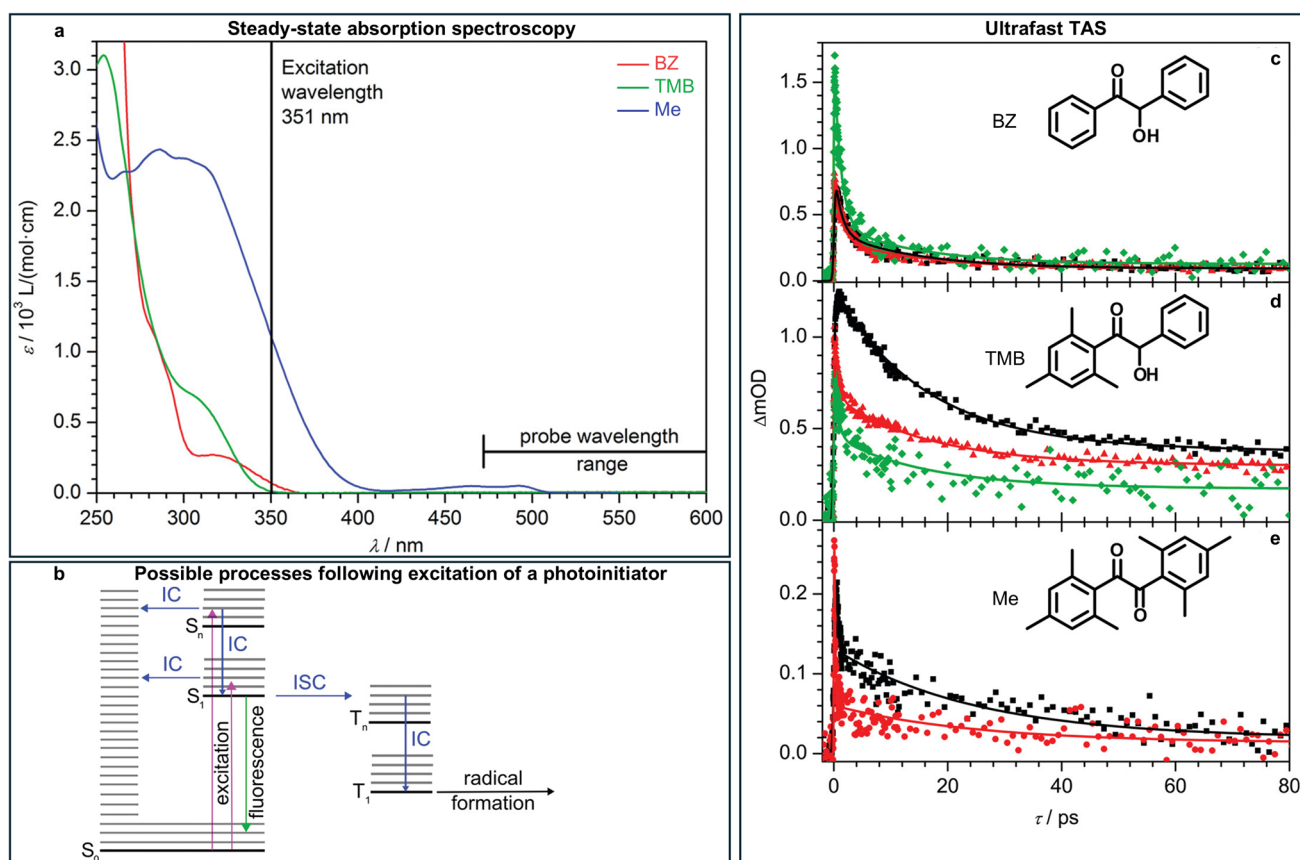 a Steady-state absorption spectroscopy
3.0
2.5
2.0
1.5
1.0
0.5
0.0
ε / 10³ L/(mol·cm)
Excitation
wavelength
351 nm
BZ
TMB
Me
probe wavelength
range
250 300 350 400 450 500 550 600
λ / nm
b Possible processes following excitation of a photoinitiator
IC
Sₙ
IC
IC
S₁
ISC
Tₙ
IC
excitation
fluorescence
T₁
radical
formation
S₀
Ultrafast TAS
c
1.5
1.0
0.5
0.0
BZ
O
OH
d
1.0
0.5
0.0
TMB
O
OH
ΔmOD
e
0.2
0.1
0.0
Me
O
O
0 20 40 60 80
τ / ps